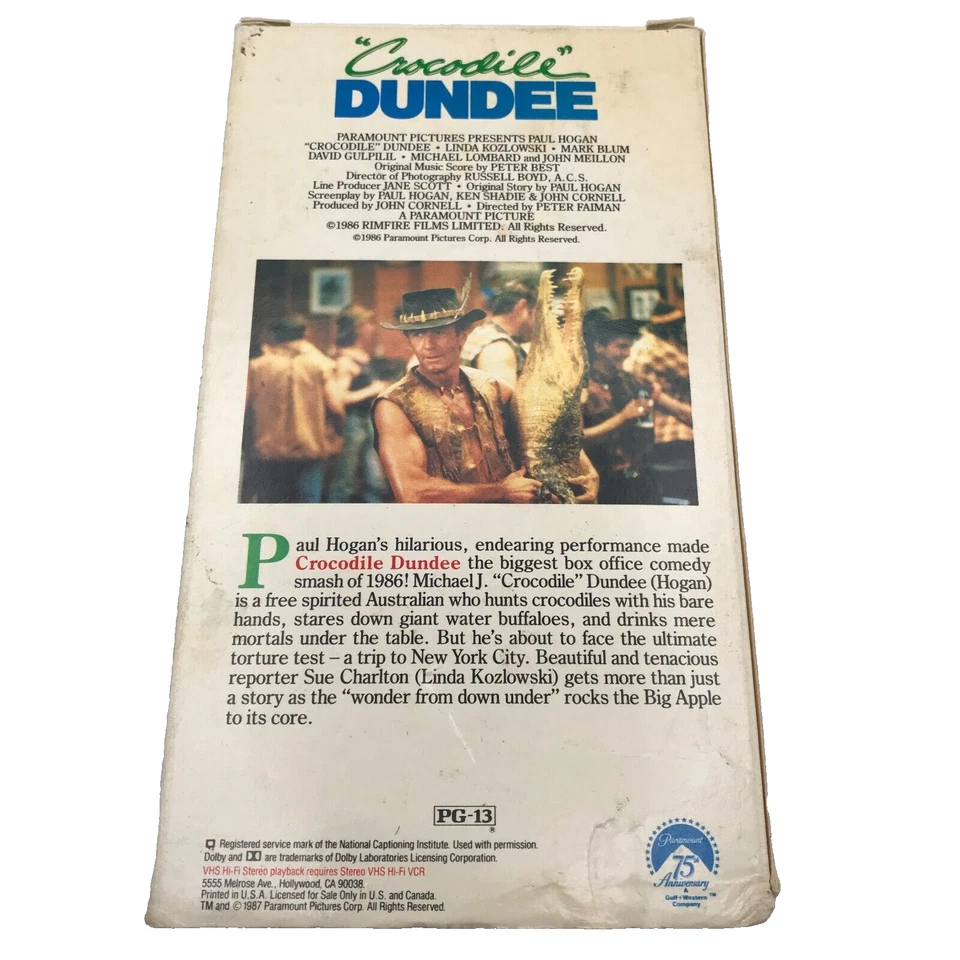 "Crocodile"
DUNDEE
PARAMOUNT PICTURES PRESENTS PAUL HOGAN
"CROCODILE" DUNDEE • LINDA KOZLOWSKI • MARK BLUM
DAVID GULPILIL • MICHAEL LOMBARD and JOHN MEILLON
Original Music Score by PETER BEST
Director of Photography RUSSELL BOYD, A.C.S.
Line Producer JANE SCOTT • Original Story by PAUL HOGAN
Screenplay by PAUL HOGAN, KEN SHADIE & JOHN CORNELL
Produced by JOHN CORNELL • Directed by PETER FAIMAN
A PARAMOUNT PICTURE
©1986 RIMFIRE FILMS LIMITED. All Rights Reserved.
©1986 Paramount Pictures Corp. All Rights Reserved.
Paul Hogan's hilarious, endearing performance made
Crocodile Dundee the biggest box office comedy
smash of 1986! Michael J. "Crocodile" Dundee (Hogan)
is a free spirited Australian who hunts crocodiles with his bare
hands, stares down giant water buffaloes, and drinks mere
mortals under the table. But he's about to face the ultimate
torture test – a trip to New York City. Beautiful and tenacious
reporter Sue Charlton (Linda Kozlowski) gets more than just
a story as the "wonder from down under" rocks the Big Apple
to its core.
PG-13
®
Registered service mark of the National Captioning Institute. Used with permission.
Dolby and DD are trademarks of Dolby Laboratories Licensing Corporation.
VHS Hi-Fi Stereo playback requires Stereo VHS Hi-Fi VCR
5555 Melrose Ave., Hollywood, CA 90038.
Printed in U.S.A. Licensed for Sale Only in U.S. and Canada.
TM and © 1987 Paramount Pictures Corp. All Rights Reserved.
Paramount
75th
Anniversary
A
Gulf+Western
Company
TM